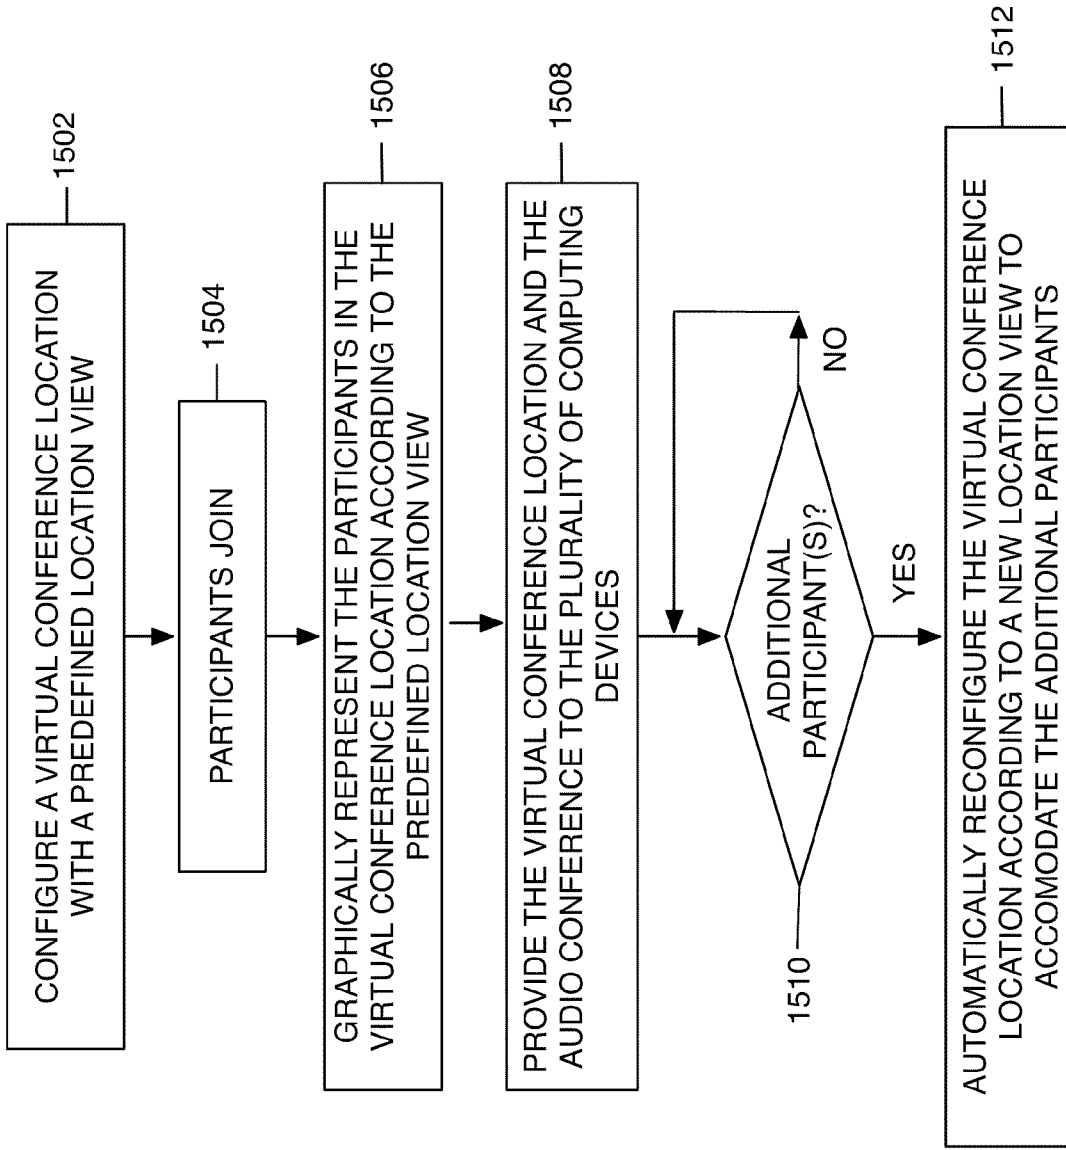 CONFIGURE A VIRTUAL CONFERENCE LOCATION
WITH A PREDEFINED LOCATION VIEW
1502
PARTICIPANTS JOIN
1504
GRAPHICALLY REPRESENT THE PARTICIPANTS IN THE
VIRTUAL CONFERENCE LOCATION ACCORDING TO THE
PREDEFINED LOCATION VIEW
1506
PROVIDE THE VIRTUAL CONFERENCE LOCATION AND THE
AUDIO CONFERENCE TO THE PLURALITY OF COMPUTING
DEVICES
1508
ADDITIONAL
PARTICIPANT(S)?
1510
NO
YES
AUTOMATICALLY RECONFIGURE THE VIRTUAL CONFERENCE
LOCATION ACCORDING TO A NEW LOCATION VIEW TO
ACCOMODATE THE ADDITIONAL PARTICIPANTS
1512